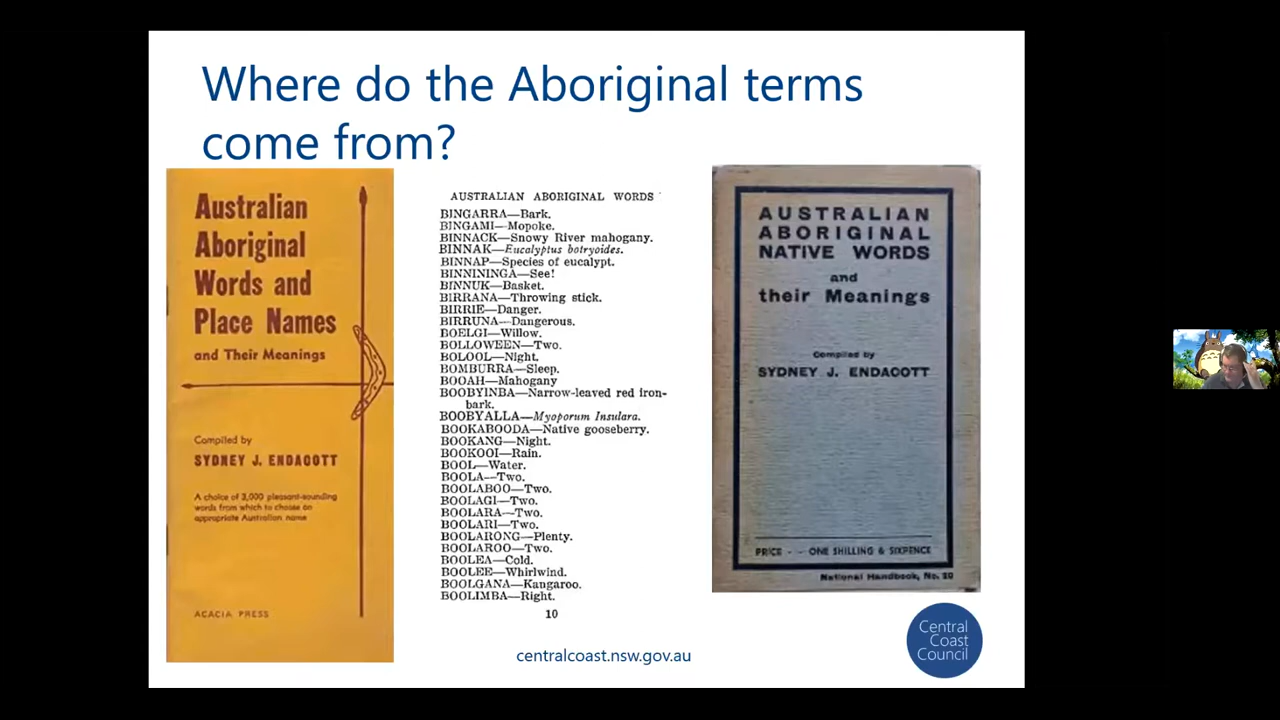 Where do the Aboriginal terms
come from?
Australian
Aboriginal
Words and
Place Names
and Their Meanings
Compiled by
SYDNEY J. ENDACOTT
A choice of 3,000 pleasant-sounding
words from which to choose an
appropriate Australian name
ACACIA PRESS
AUSTRALIAN ABORIGINAL WORDS
BINGARRA—Bark.
BINGAMI—Mopoke.
BINNACK—Snowy River mahogany.
BINNAK—Eucalyptus botryoides.
BINNAP—Species of eucalypt.
BINNININGA—See!
BINNUK—Basket.
BIRRANA—Throwing stick.
BIRRIE—Danger.
BIRRUNA—Dangerous.
BOELGI—Willow.
BOLLOWEEN—Two.
BOLOOL—Night.
BOMBURRA—Sleep.
BOOAH—Mahogany
BOOBYINBA—Narrow-leaved red iron-
bark.
BOOBYALLA—Myoporum Insulara.
BOOKABOODA—Native gooseberry.
BOOKANG—Night.
BOOKOOI—Rain.
BOOL—Water.
BOOLA—Two.
BOOLABOO—Two.
BOOLAGI—Two.
BOOLARA—Two.
BOOLARI—Two.
BOOLARONG—Plenty.
BOOLAROO—Two.
BOOLEA—Cold.
BOOLEE—Whirlwind.
BOOLGANA—Kangaroo.
BOOLIMBA—Right.
10
AUSTRALIAN
ABORIGINAL
NATIVE WORDS
and
their Meanings
Compiled by
SYDNEY J. ENDACOTT
PRICE - - ONE SHILLING & SIXPENCE
National Handbook, No. 10
centralcoast.nsw.gov.au
Central
Coast
Council